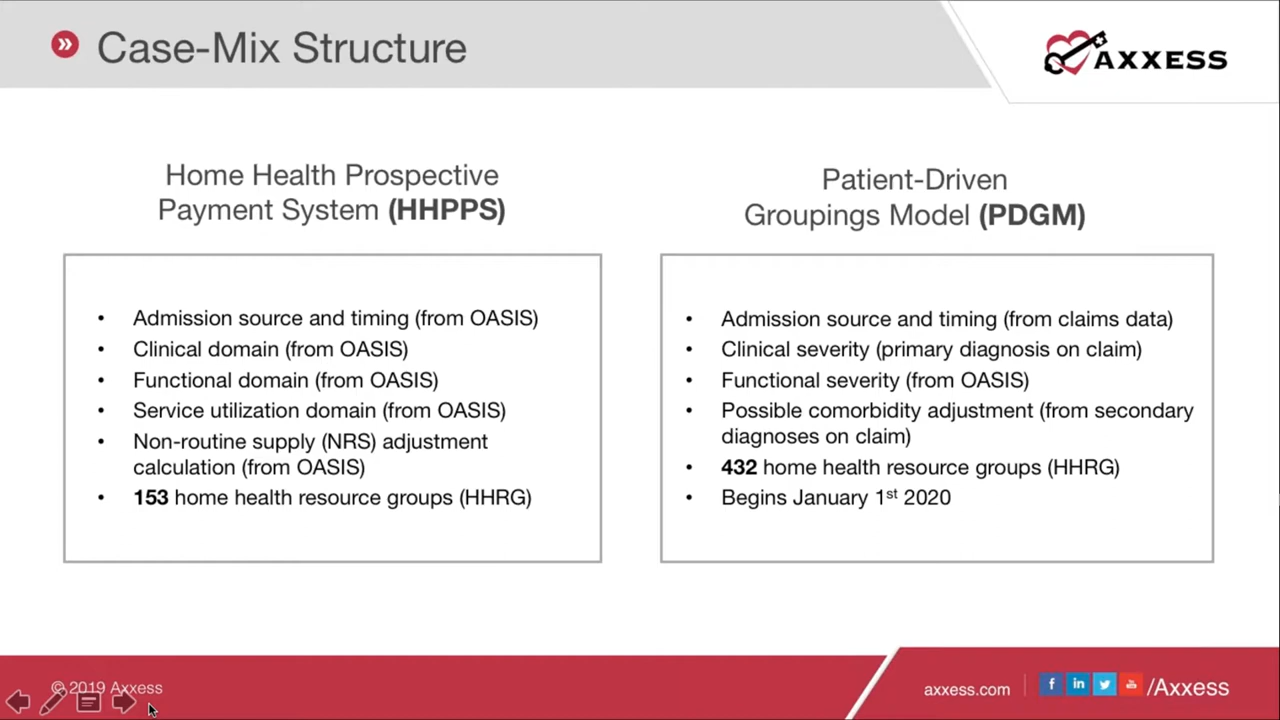 Case-Mix Structure
AXXESS
Home Health Prospective
Payment System (HHPPS)
• Admission source and timing (from OASIS)
• Clinical domain (from OASIS)
• Functional domain (from OASIS)
• Service utilization domain (from OASIS)
• Non-routine supply (NRS) adjustment
calculation (from OASIS)
• 153 home health resource groups (HHRG)
Patient-Driven
Groupings Model (PDGM)
• Admission source and timing (from claims data)
• Clinical severity (primary diagnosis on claim)
• Functional severity (from OASIS)
• Possible comorbidity adjustment (from secondary
diagnoses on claim)
• 432 home health resource groups (HHRG)
• Begins January 1st 2020
© 2019 Axxess
axxess.com
/Axxess